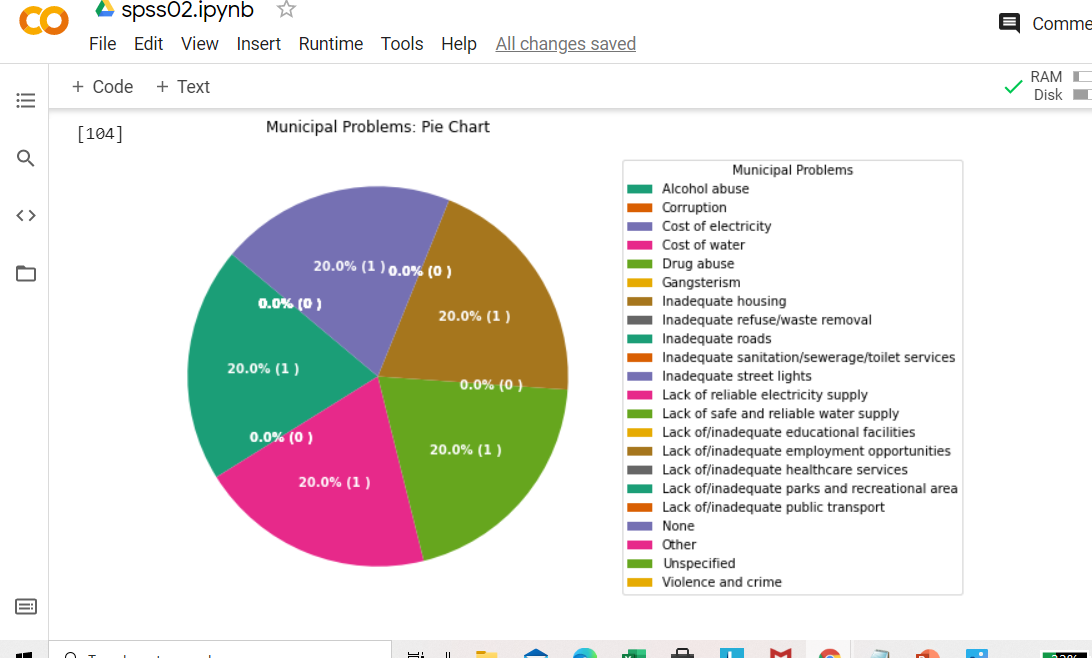 spss02.ipynb
File Edit View Insert Runtime Tools Help All changes saved
Comme
+ Code + Text
RAM
Disk
[104]
Municipal Problems: Pie Chart
20.0% (1 )
0.0% (0 )
0.0% (0 )
20.0% (1 )
20.0% (1 )
0.0% (0 )
0.0% (0 )
20.0% (1 )
20.0% (1 )
Municipal Problems
Alcohol abuse
Corruption
Cost of electricity
Cost of water
Drug abuse
Gangsterism
Inadequate housing
Inadequate refuse/waste removal
Inadequate roads
Inadequate sanitation/sewerage/toilet services
Inadequate street lights
Lack of reliable electricity supply
Lack of safe and reliable water supply
Lack of/inadequate educational facilities
Lack of/inadequate employment opportunities
Lack of/inadequate healthcare services
Lack of/inadequate parks and recreational area
Lack of/inadequate public transport
None
Other
Unspecified
Violence and crime